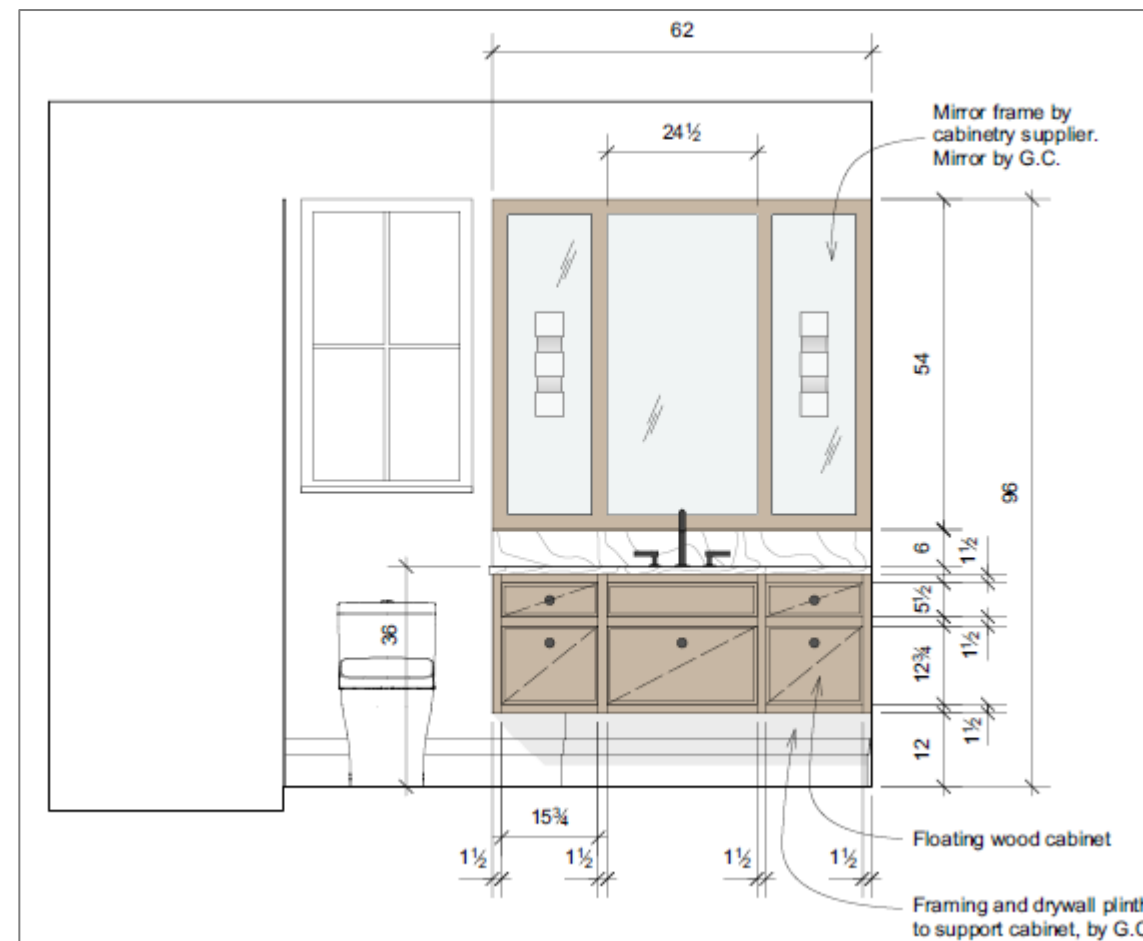 62
24½
Mirror frame by
cabinetry supplier.
Mirror by G.C.
54
96
6
1½
5½
36
1½
12¾
1½
12
15¾
1½ 1½ 1½ 1½
Floating wood cabinet
Framing and drywall plinth
to support cabinet, by G.C